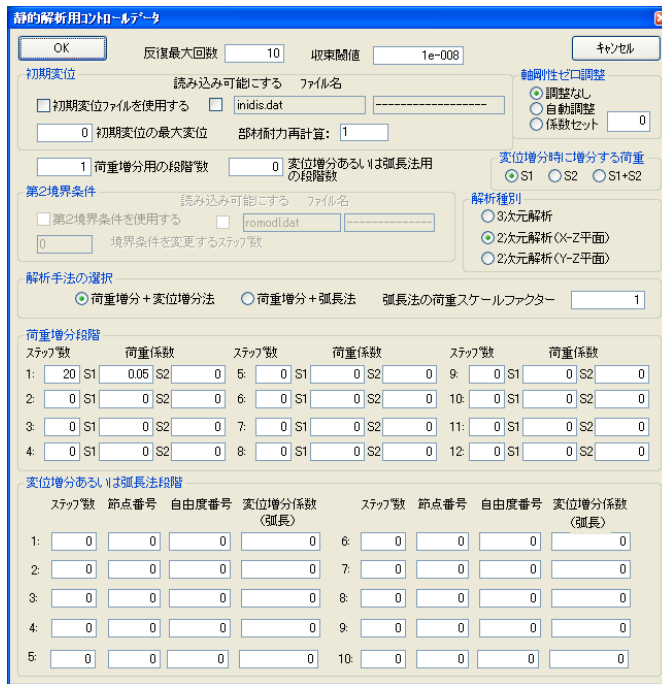 静的解析用コントロールデータ
OK 反復最大回数 10 収束閾値 1e-008 キャンセル
初期変位
読み込み可能にする ファイル名
初期変位ファイルを使用する inidis.dat ------------------
0 初期変位の最大変位 部材耐力再計算: 1
軸剛性ゼロ調整
調整なし
自動調整
係数セット 0
1 荷重増分用の段階数 0 変位増分あるいは弧長法用
の段階数
変位増分時に増分する荷重
S1 S2 S1+S2
第2境界条件
読み込み可能にする ファイル名
第2境界条件を使用する romodl.dat --------------
0 境界条件を変更するステップ数
解析種別
3次元解析
2次元解析(X-Z平面)
2次元解析(Y-Z平面)
解析手法の選択
荷重増分+変位増分法 荷重増分+弧長法 弧長法の荷重スケールファクター 1
荷重増分段階
ステップ数 荷重係数 ステップ数 荷重係数 ステップ数 荷重係数
1: 20 S1 0.05 S2 0 5: 0 S1 0 S2 0 9: 0 S1 0 S2 0
2: 0 S1 0 S2 0 6: 0 S1 0 S2 0 10: 0 S1 0 S2 0
3: 0 S1 0 S2 0 7: 0 S1 0 S2 0 11: 0 S1 0 S2 0
4: 0 S1 0 S2 0 8: 0 S1 0 S2 0 12: 0 S1 0 S2 0
変位増分あるいは弧長法段階
ステップ数 節点番号 自由度番号 変位増分係数 ステップ数 節点番号 自由度番号 変位増分係数
(弧長) (弧長)
1: 0 0 0 0 6: 0 0 0 0
2: 0 0 0 0 7: 0 0 0 0
3: 0 0 0 0 8: 0 0 0 0
4: 0 0 0 0 9: 0 0 0 0
5: 0 0 0 0 10: 0 0 0 0